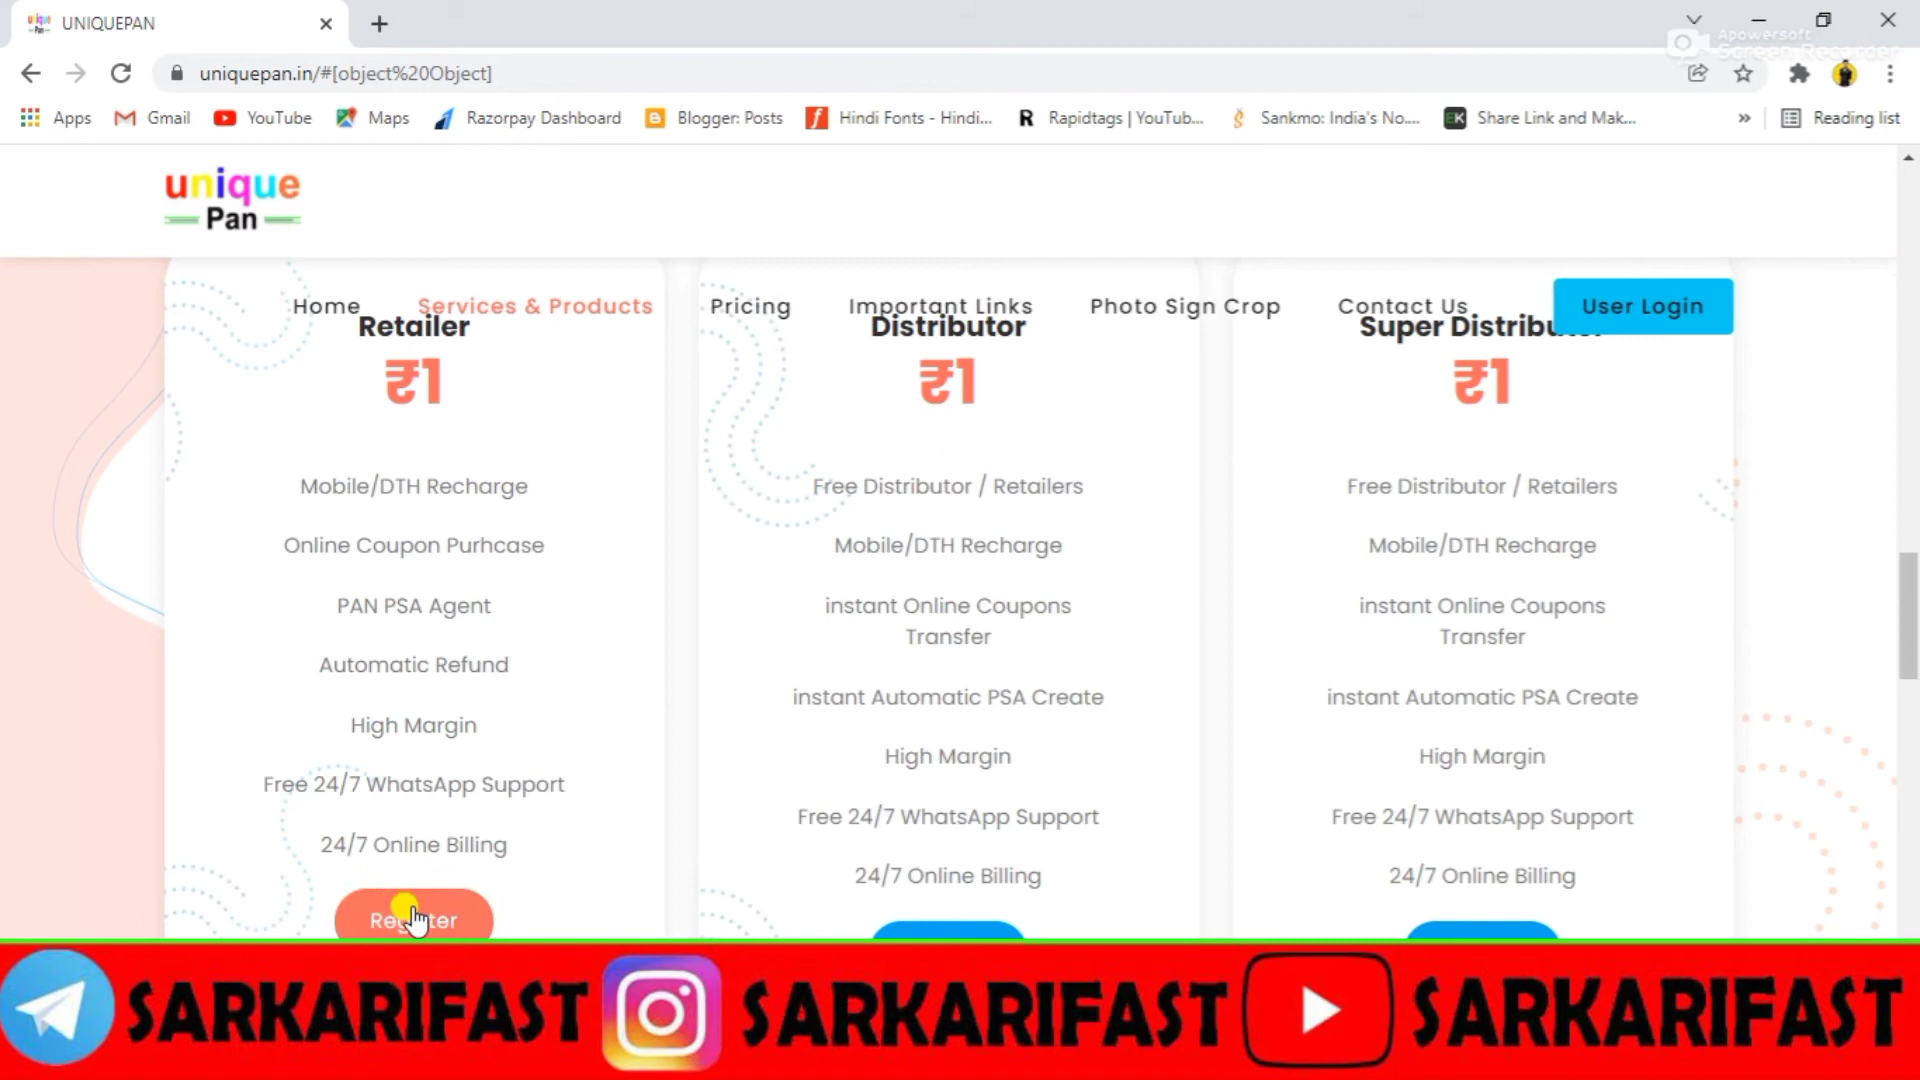 UNIQUEPAN
Apowersoft
Screen Recorder
uniquepan.in/#[object%20Object]
Apps Gmail YouTube Maps Razorpay Dashboard Blogger: Posts Hindi Fonts - Hindi... Rapidtags | YouTub... Sankmo: India's No.... Share Link and Mak... » Reading list
unique
Pan
Home Services & Products Pricing Important Links Photo Sign Crop Contact Us User Login
Retailer
₹1
Mobile/DTH Recharge
Online Coupon Purhcase
PAN PSA Agent
Automatic Refund
High Margin
Free 24/7 WhatsApp Support
24/7 Online Billing
Register
Distributor
₹1
Free Distributor / Retailers
Mobile/DTH Recharge
instant Online Coupons
Transfer
instant Automatic PSA Create
High Margin
Free 24/7 WhatsApp Support
24/7 Online Billing
Super Distributor
₹1
Free Distributor / Retailers
Mobile/DTH Recharge
instant Online Coupons
Transfer
instant Automatic PSA Create
High Margin
Free 24/7 WhatsApp Support
24/7 Online Billing
SARKARIFAST SARKARIFAST SARKARIFAST